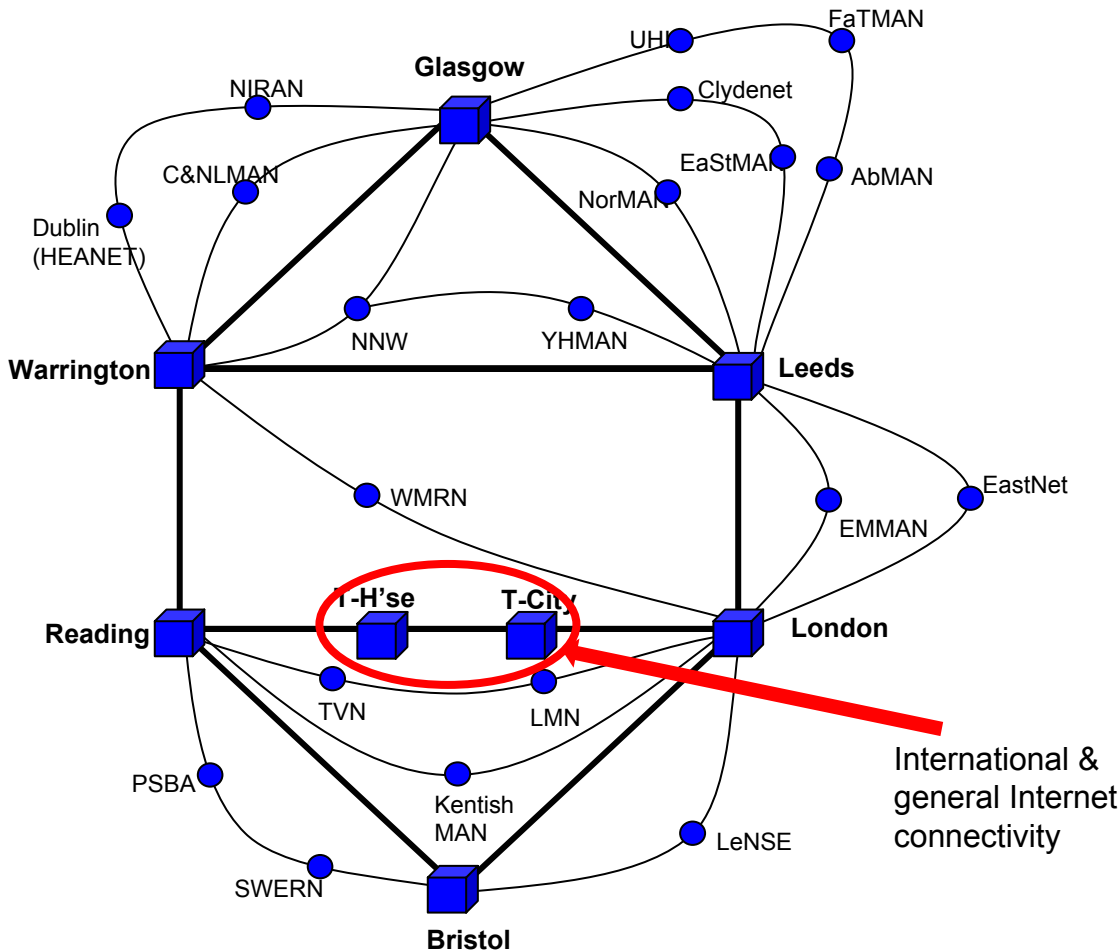 FaTMAN
UHI
Glasgow
NIRAN
Clydenet
C&NLMAN
EaStMAN
AbMAN
NorMAN
Dublin
(HEANET)
NNW
YHMAN
Warrington
Leeds
WMRN
EastNet
EMMAN
T-H'se
T-City
Reading
London
TVN
LMN
International &
general Internet
connectivity
PSBA
Kentish
MAN
LeNSE
SWERN
Bristol